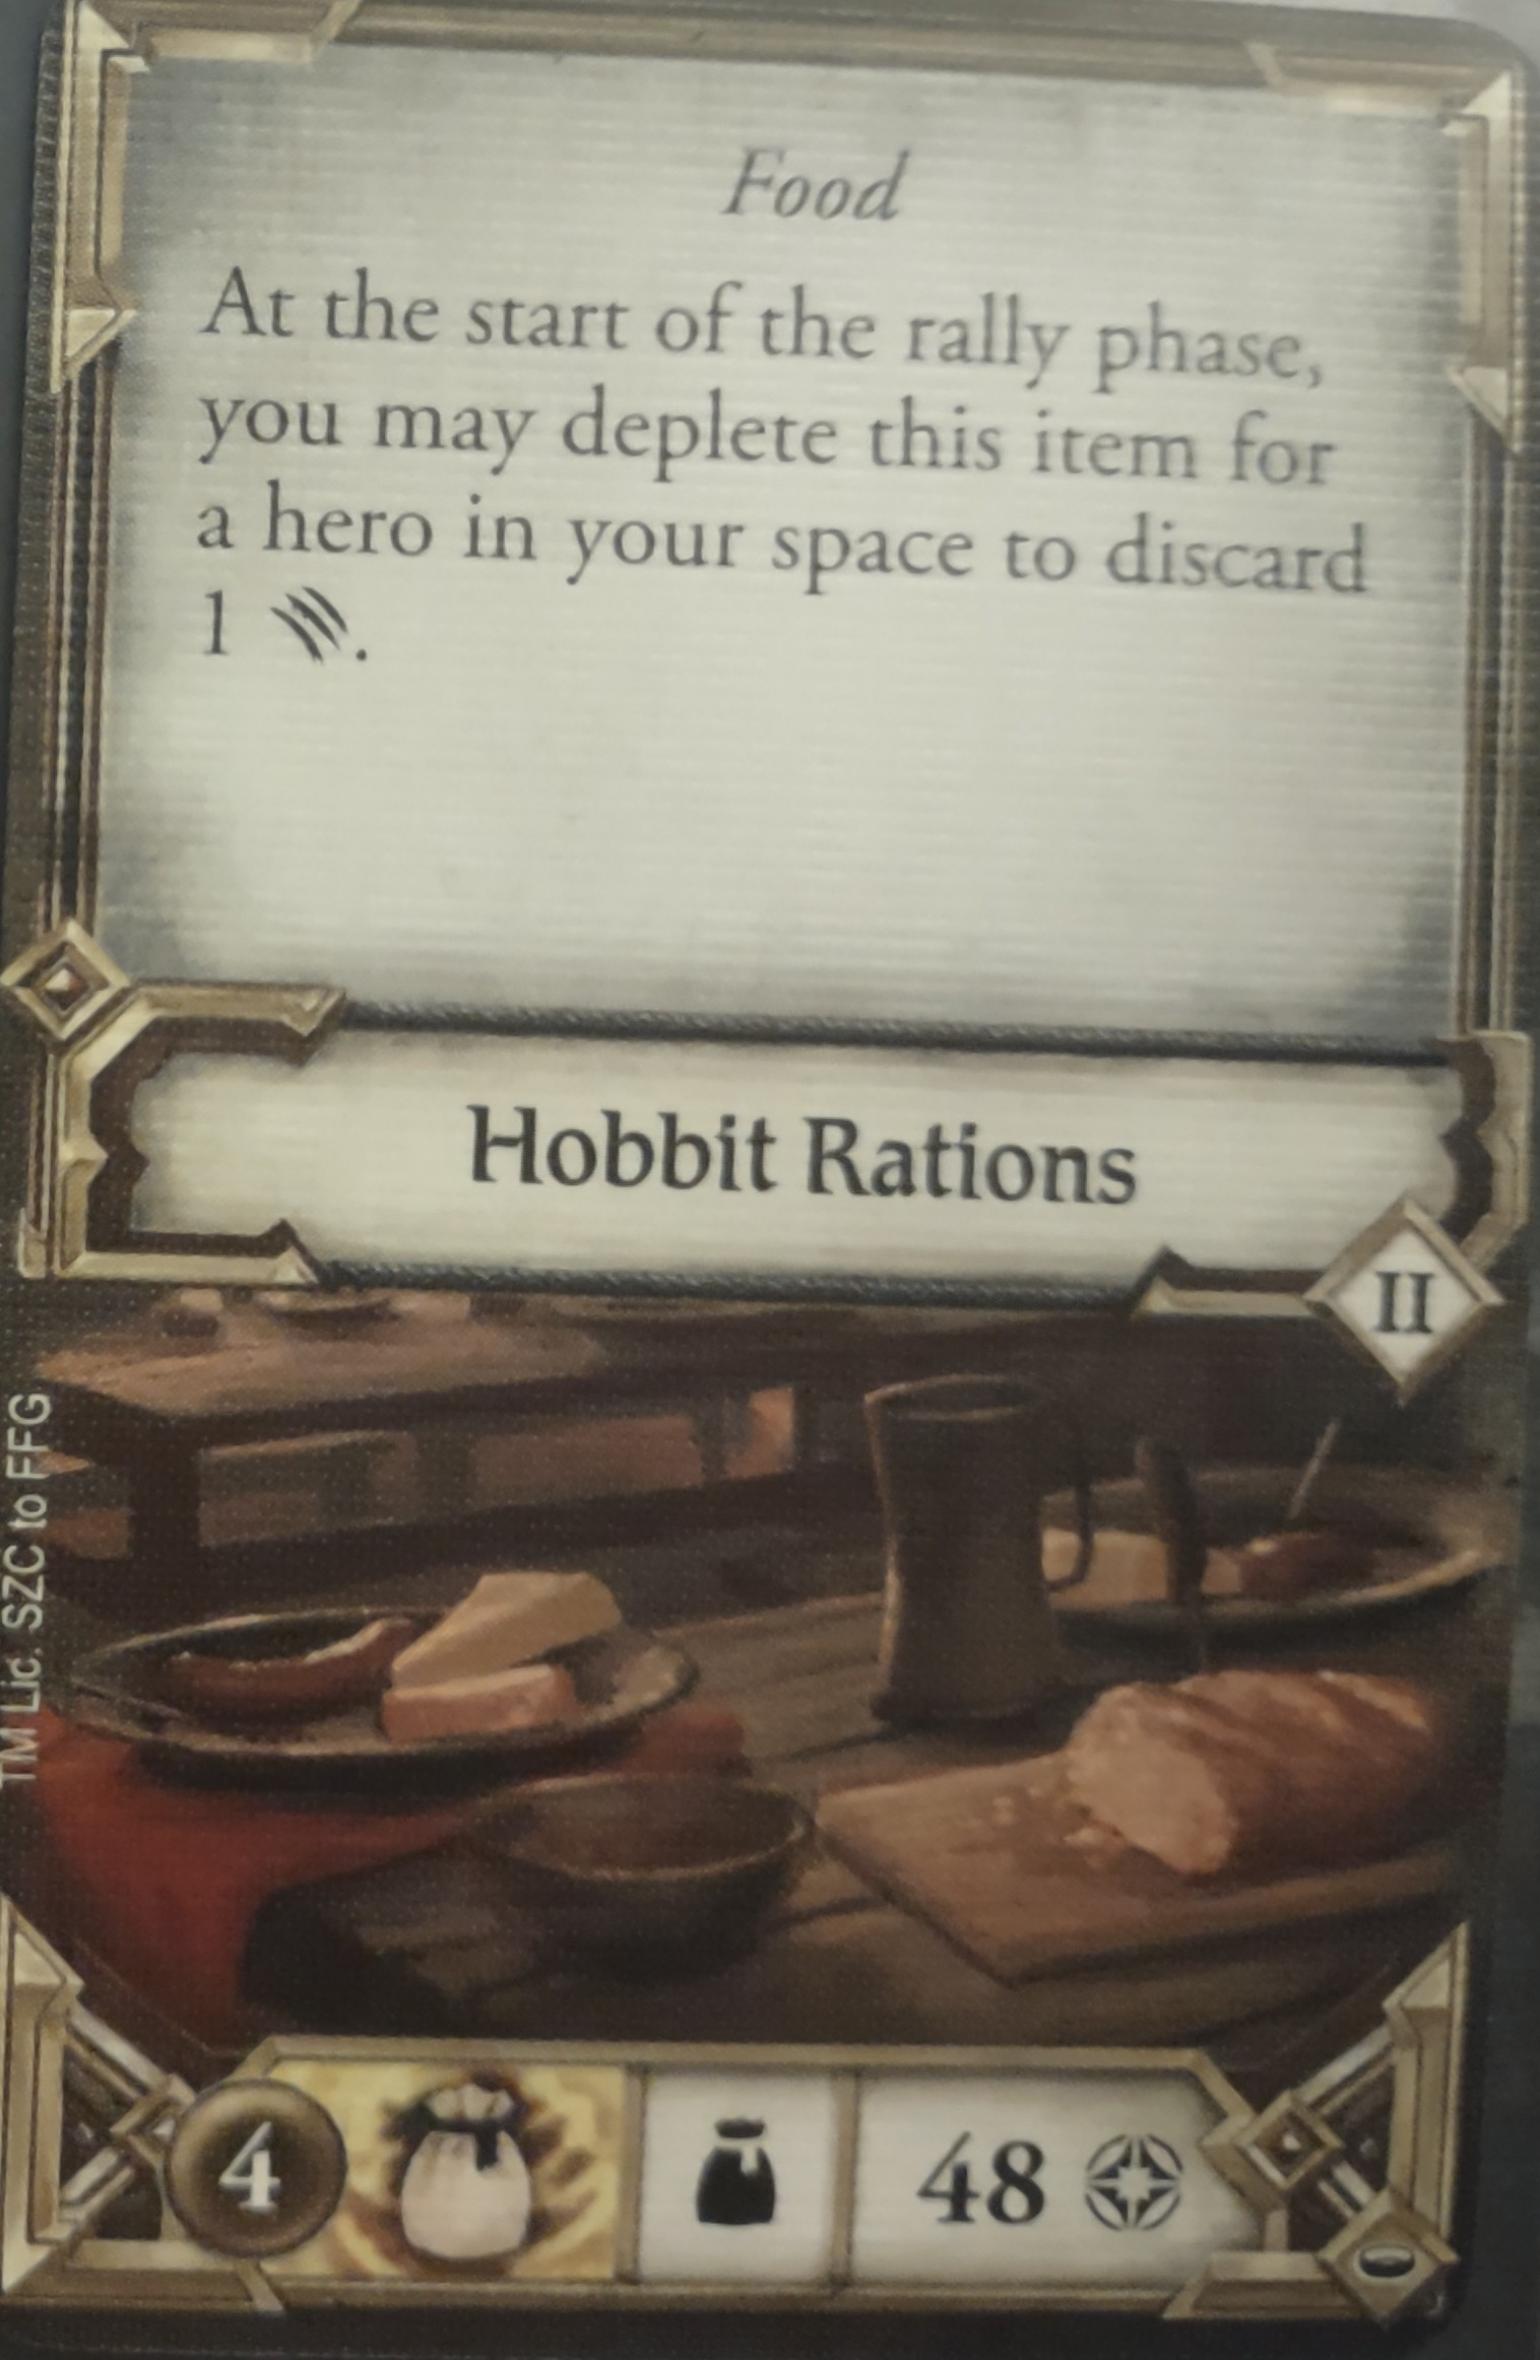 Food
At the start of the rally phase,
you may deplete this item for
a hero in your space to discard
1 .
Hobbit Rations
II
TM Lic. SZC to FFG
4
48